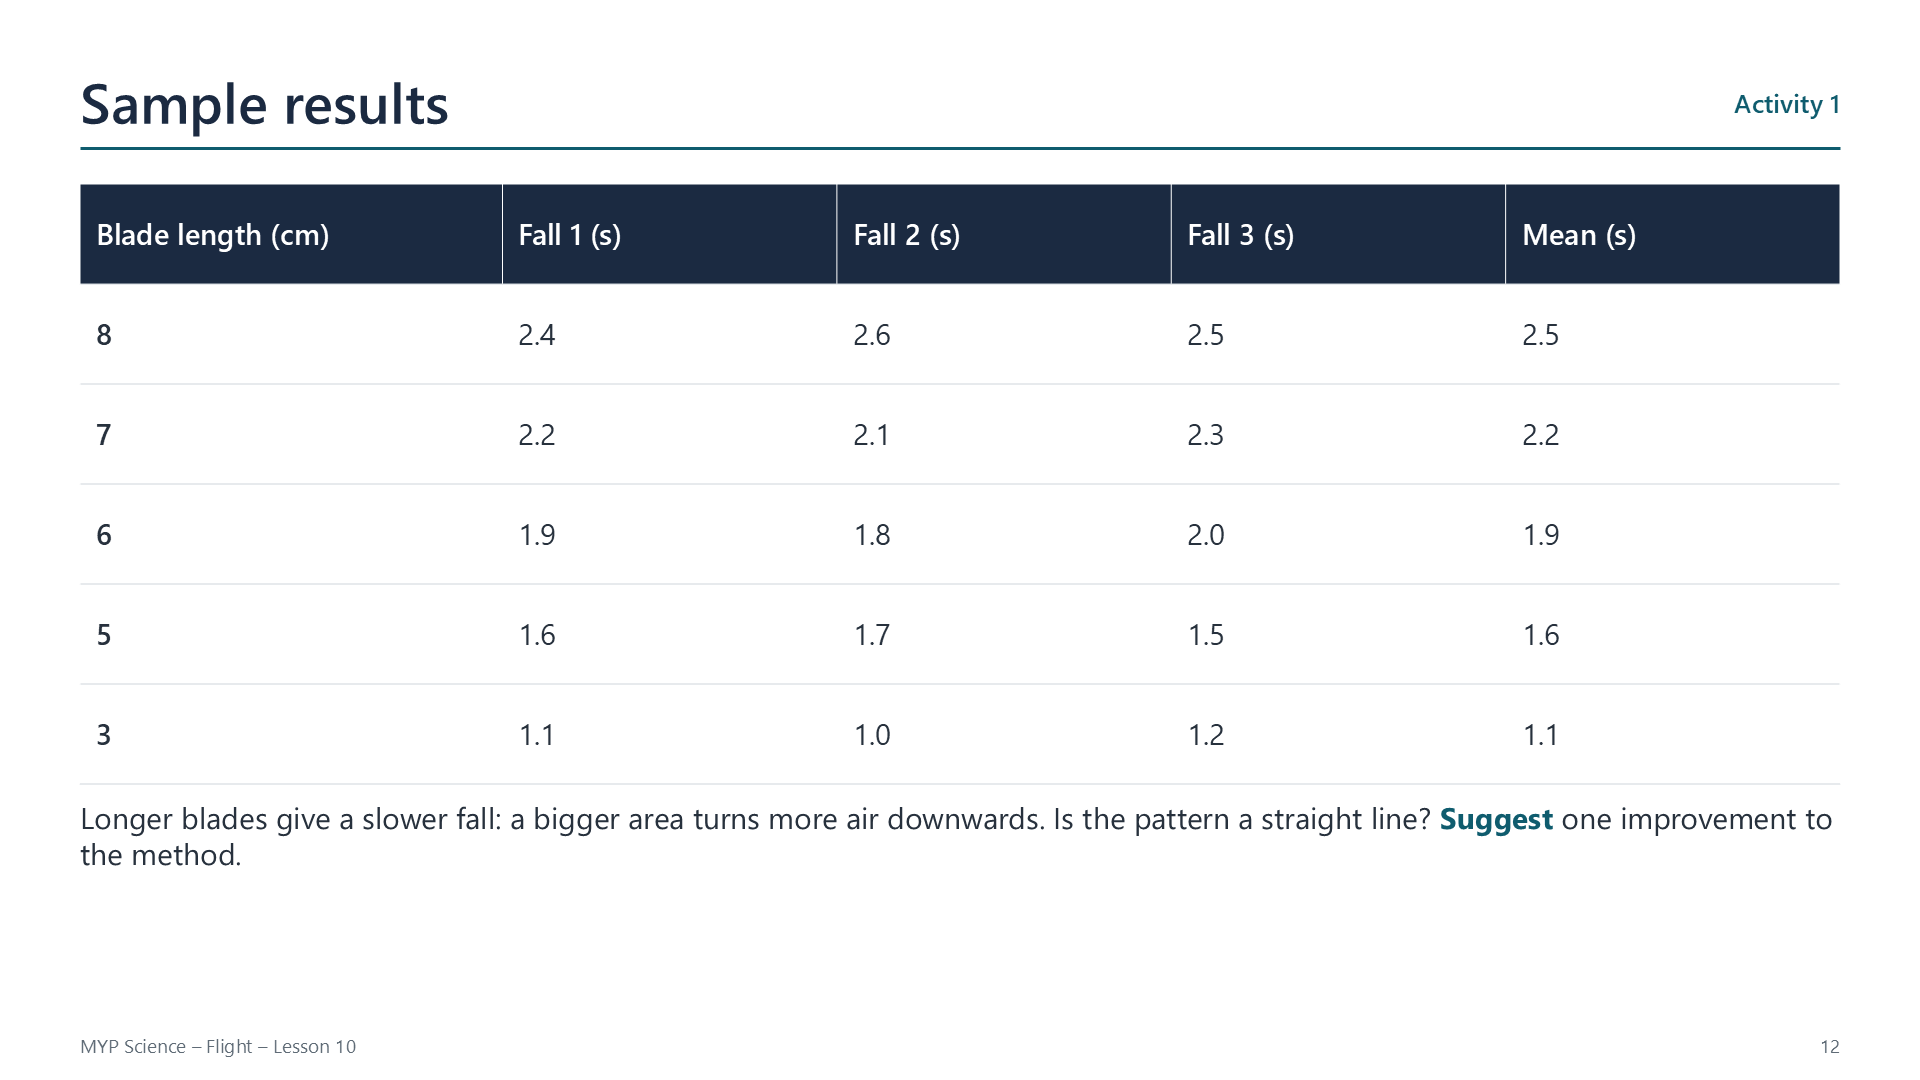 Sample results
Activity 1
Blade length (cm) Fall 1 (s) Fall 2 (s) Fall 3 (s) Mean (s)
8 2.4 2.6 2.5 2.5
7 2.2 2.1 2.3 2.2
6 1.9 1.8 2.0 1.9
5 1.6 1.7 1.5 1.6
3 1.1 1.0 1.2 1.1
Longer blades give a slower fall: a bigger area turns more air downwards. Is the pattern a straight line? Suggest one improvement to
the method.
MYP Science – Flight – Lesson 10
12